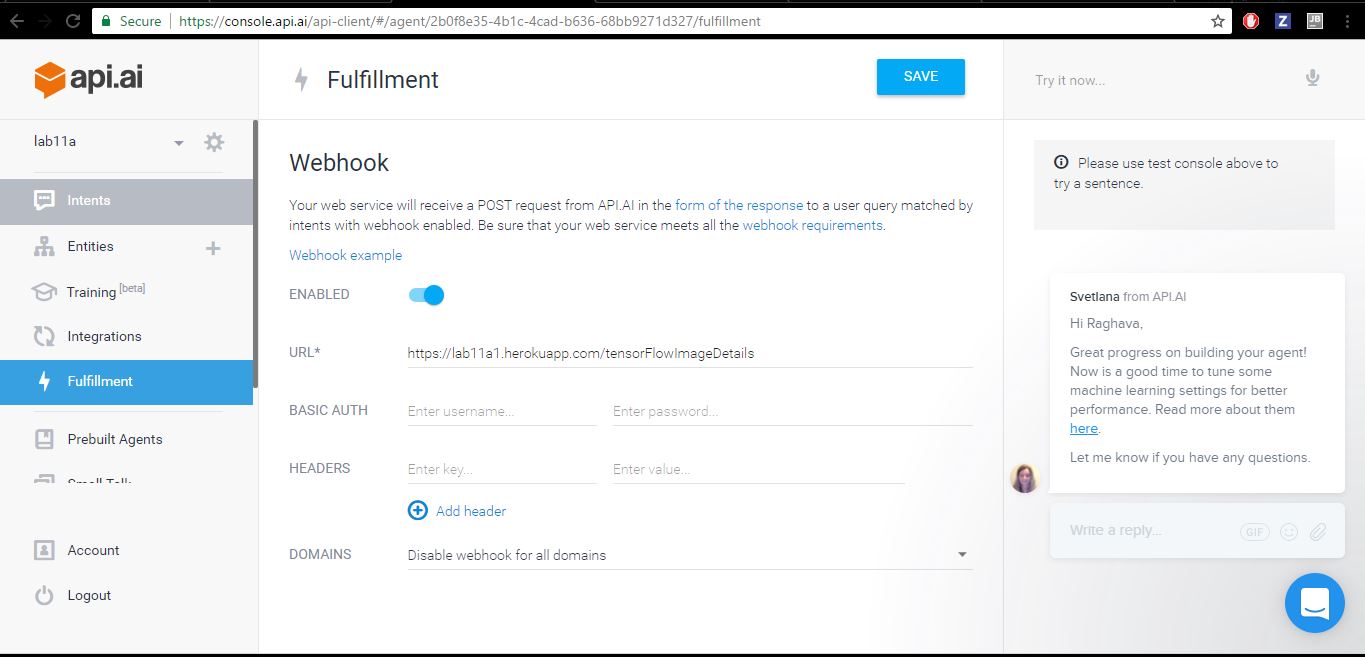 Secure https://console.api.ai/api-client/#/agent/2b0f8e35-4b1c-4cad-b636-68bb9271d327/fulfillment
Z
JB
api.ai
lab11a
Intents
Entities
Training [beta]
Integrations
Fulfillment
Prebuilt Agents
Small Talk
Account
Logout
Fulfillment
SAVE
Webhook
Your web service will receive a POST request from API.AI in the form of the response to a user query matched by
intents with webhook enabled. Be sure that your web service meets all the webhook requirements.
Webhook example
ENABLED
URL* https://lab11a1.herokuapp.com/tensorFlowImageDetails
BASIC AUTH Enter username... Enter password...
HEADERS Enter key... Enter value...
Add header
DOMAINS Disable webhook for all domains
Try it now...
Please use test console above to
try a sentence.
Svetlana from API.AI
Hi Raghava,
Great progress on building your agent!
Now is a good time to tune some
machine learning settings for better
performance. Read more about them
here.
Let me know if you have any questions.
Write a reply... GIF